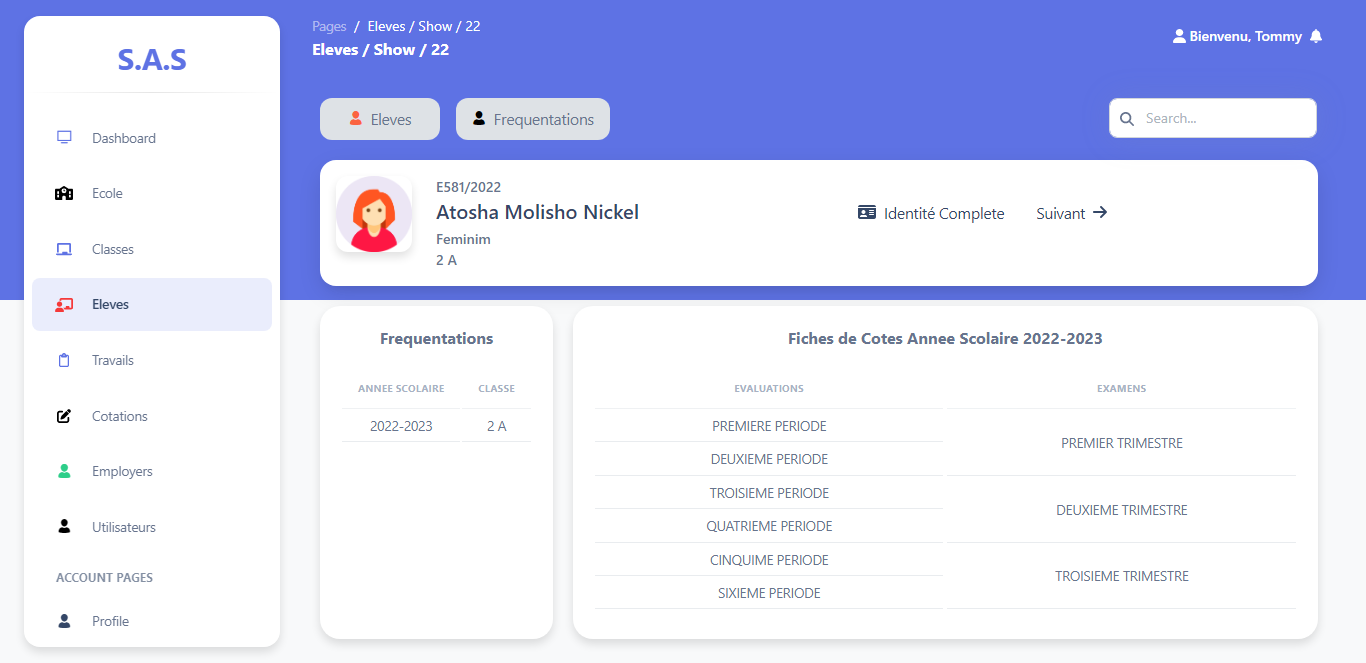 S.A.S
Dashboard
Ecole
Classes
Eleves
Travails
Cotations
Employers
Utilisateurs
ACCOUNT PAGES
Profile
Pages / Eleves / Show / 22
Eleves / Show / 22
Bienvenu, Tommy
Eleves
Frequentations
Search...
E581/2022
Atosha Molisho Nickel
Feminim
2 A
Identité Complete
Suivant
Frequentations
ANNEE SCOLAIRE CLASSE
2022-2023 2 A
Fiches de Cotes Annee Scolaire 2022-2023
EVALUATIONS EXAMENS
PREMIERE PERIODE
PREMIER TRIMESTRE
DEUXIEME PERIODE
TROISIEME PERIODE
DEUXIEME TRIMESTRE
QUATRIEME PERIODE
CINQUIME PERIODE
TROISIEME TRIMESTRE
SIXIEME PERIODE